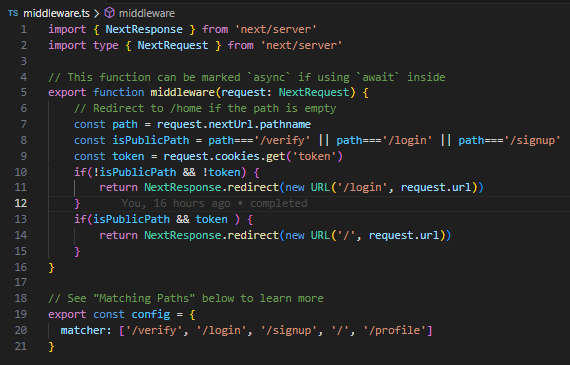 TS middleware.ts > middleware
1 import { NextResponse } from 'next/server'
2 import type { NextRequest } from 'next/server'
3
4 // This function can be marked `async` if using `await` inside
5 export function middleware(request: NextRequest) {
6 // Redirect to /home if the path is empty
7 const path = request.nextUrl.pathname
8 const isPublicPath = path==='/verify' || path==='/login' || path==='/signup'
9 const token = request.cookies.get('token')
10 if(!isPublicPath && !token) {
11 return NextResponse.redirect(new URL('/login', request.url))
12 } You, 16 hours ago • completed
13 if(isPublicPath && token ) {
14 return NextResponse.redirect(new URL('/', request.url))
15 }
16 }
17
18 // See "Matching Paths" below to learn more
19 export const config = {
20 matcher: ['/verify', '/login', '/signup', '/', '/profile']
21 }